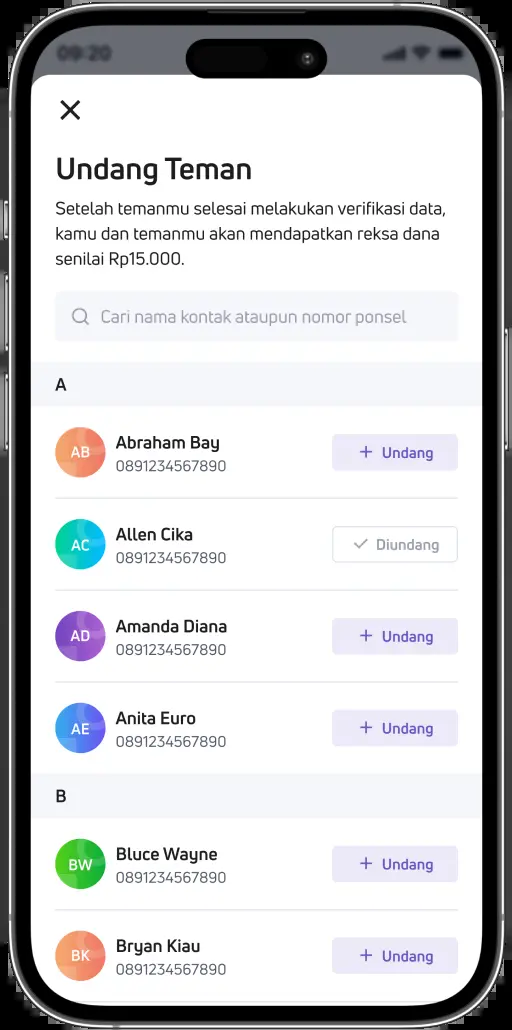 09:20
Undang Teman
Setelah temanmu selesai melakukan verifikasi data,
kamu dan temanmu akan mendapatkan reksa dana
senilai Rp15.000.
Cari nama kontak ataupun nomor ponsel
A
AB
Abraham Bay
0891234567890
Undang
AC
Allen Cika
0891234567890
Diundang
AD
Amanda Diana
0891234567890
Undang
AE
Anita Euro
0891234567890
Undang
B
BW
Bluce Wayne
0891234567890
Undang
BK
Bryan Kiau
0891234567890
Undang